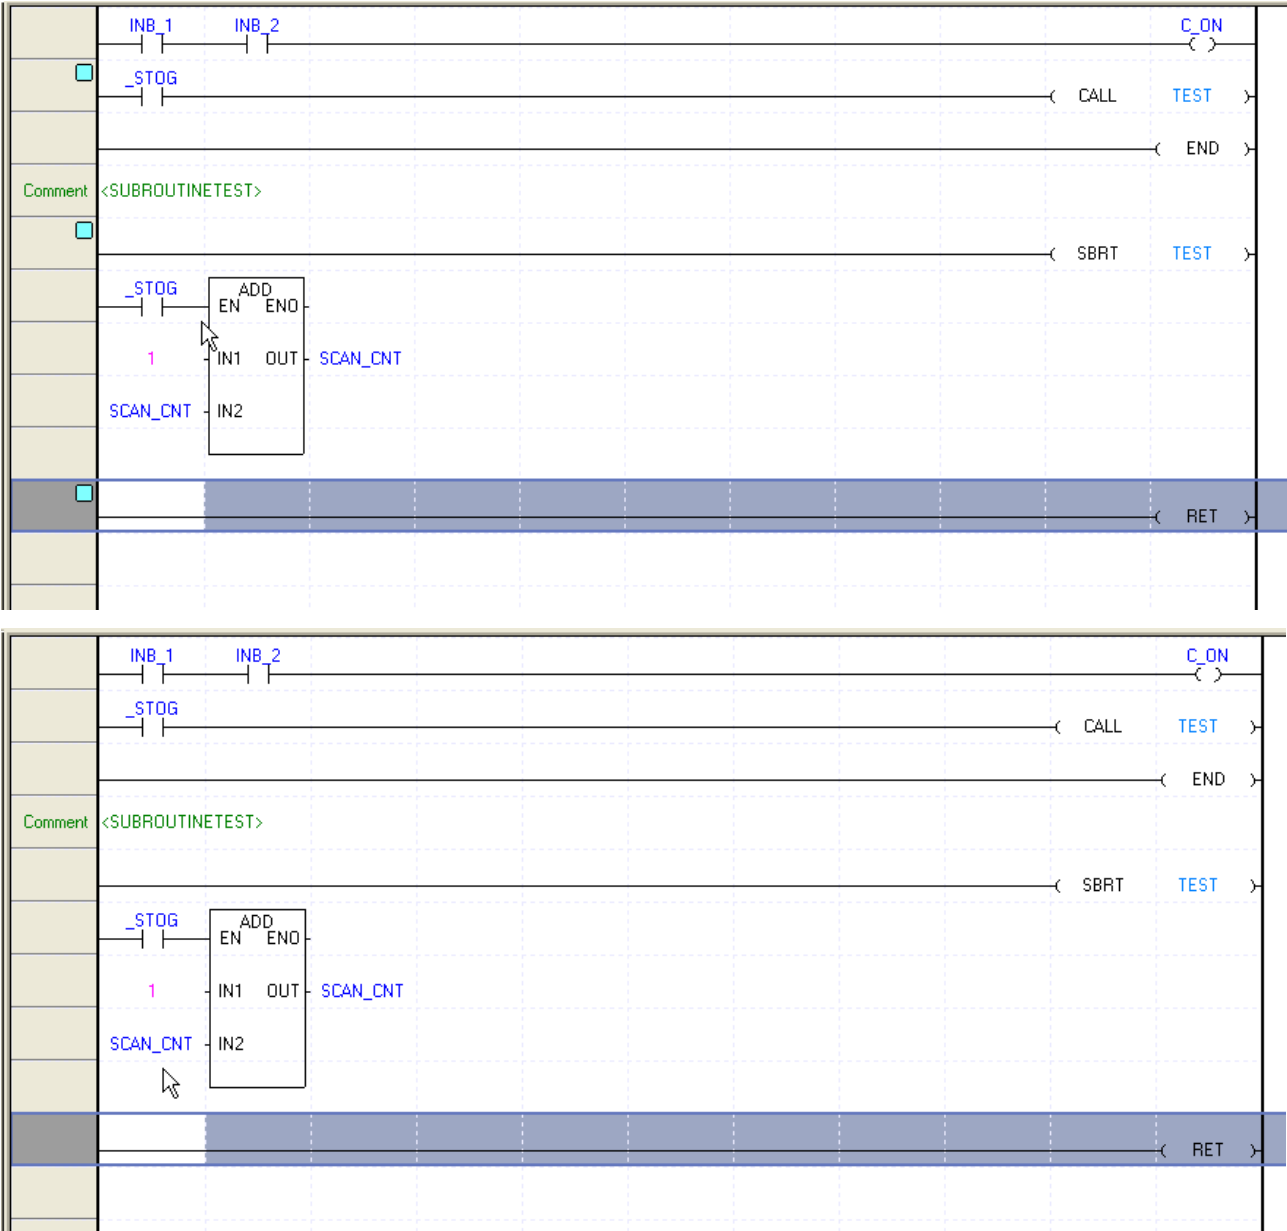 INB_1 INB_2 C_ON
_STOG
CALL TEST
END
Comment <SUBROUTINETEST>
SBRT TEST
_STOG ADD
EN ENO
1 IN1 OUT SCAN_CNT
SCAN_CNT IN2
RET
INB_1 INB_2 C_ON
_STOG
CALL TEST
END
Comment <SUBROUTINETEST>
SBRT TEST
_STOG ADD
EN ENO
1 IN1 OUT SCAN_CNT
SCAN_CNT IN2
RET